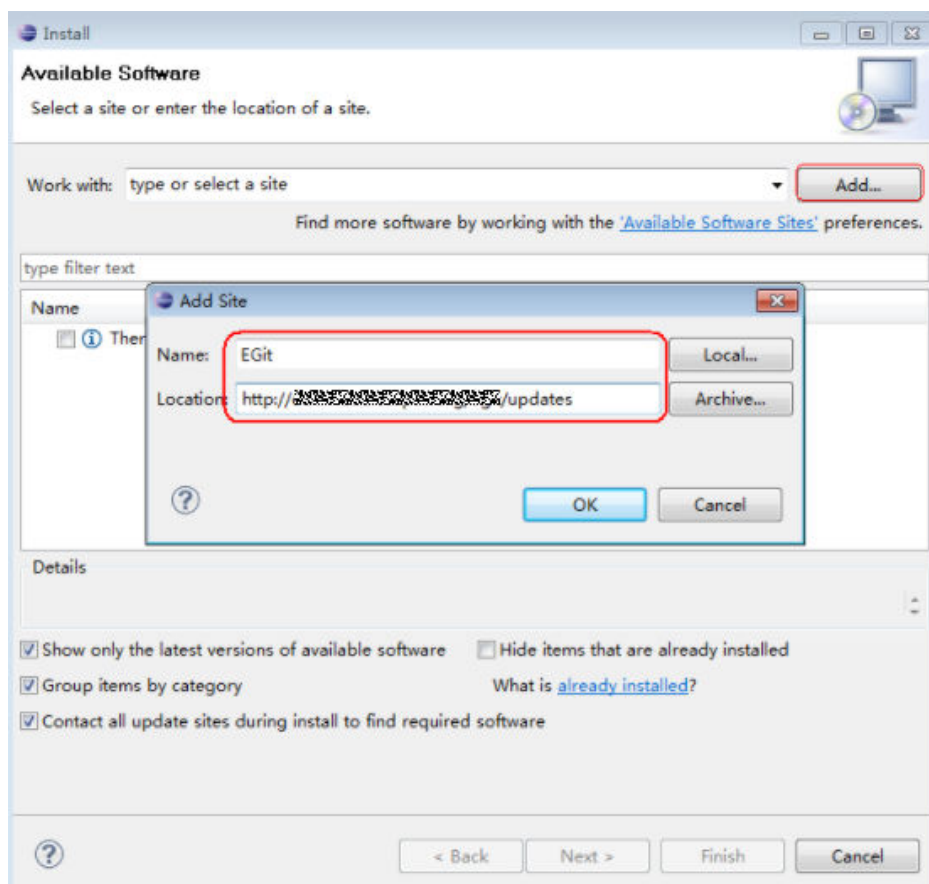 Install
Available Software
Select a site or enter the location of a site.
Work with: type or select a site Add...
Find more software by working with the 'Available Software Sites' preferences.
type filter text
Name
Ther
Add Site
Name: EGit Local...
Location: http:// /updates Archive...
? OK Cancel
Details
Show only the latest versions of available software Hide items that are already installed
Group items by category What is already installed?
Contact all update sites during install to find required software
? < Back Next > Finish Cancel